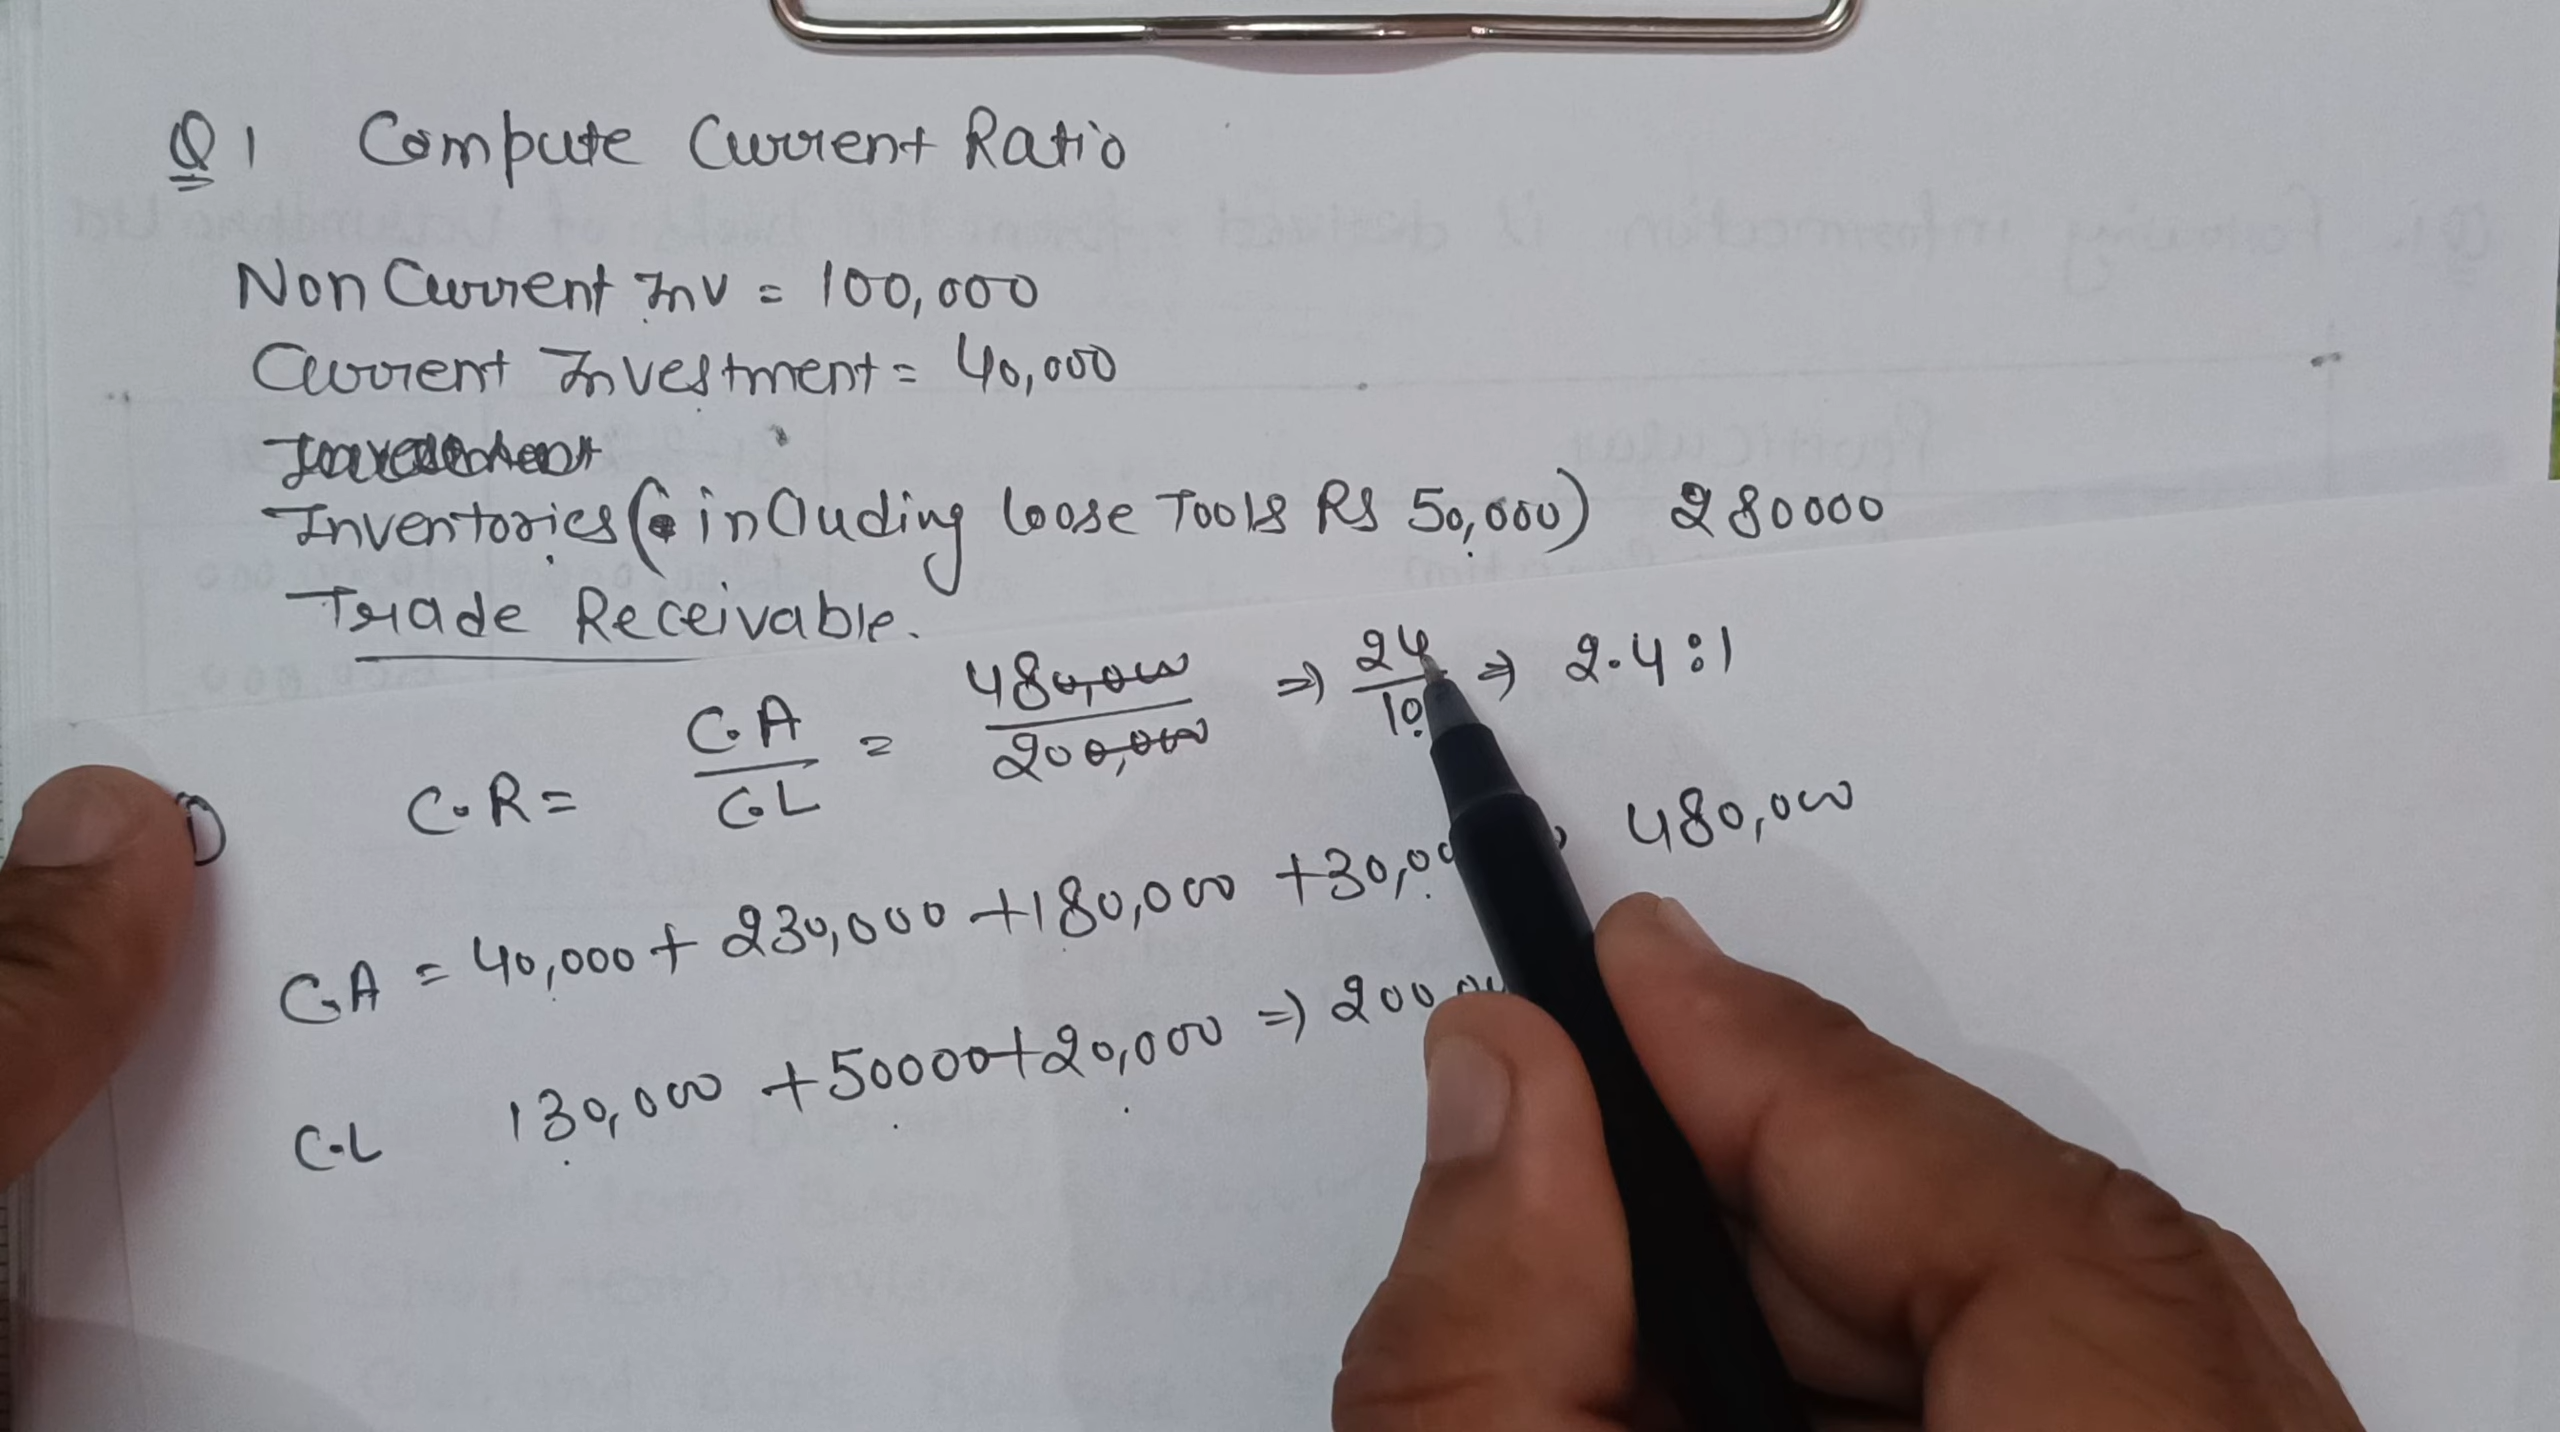 Q1 Compute Current Ratio
Non Current Inv = 100,000
Current Investment = 40,000
Inventories (including loose Tools Rs 50,000) 280000
Trade Receivable.
C.R = C.A / C.L = 480,000 / 200,000 => 24 / 10 => 2.4 : 1
C.A = 40,000 + 230,000 + 180,000 + 30,00 480,000
C.L 130,000 + 50000 + 20,000 => 200,00